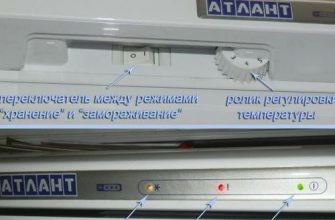 АТЛАНТ
переключатель между режимами
"хранение" и "замораживание"
ролик регулировки
температуры
АТЛАНТ